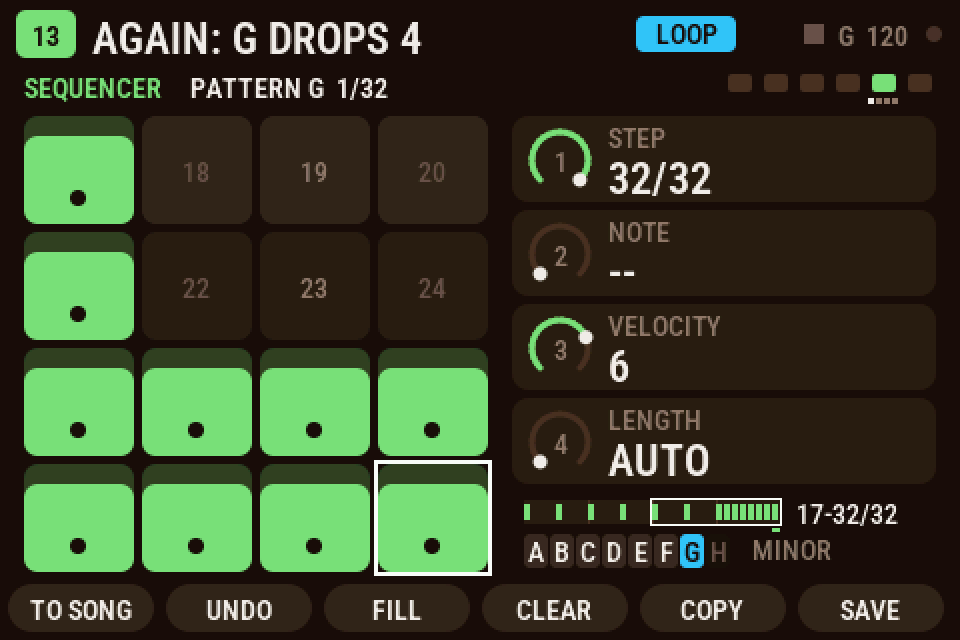 13 AGAIN: G DROPS 4 LOOP G 120
SEQUENCER PATTERN G 1/32
18 19 20
22 23 24
1 STEP
32/32
2 NOTE
--
3 VELOCITY
6
4 LENGTH
AUTO
17-32/32
A B C D E F G H MINOR
TO SONG UNDO FILL CLEAR COPY SAVE